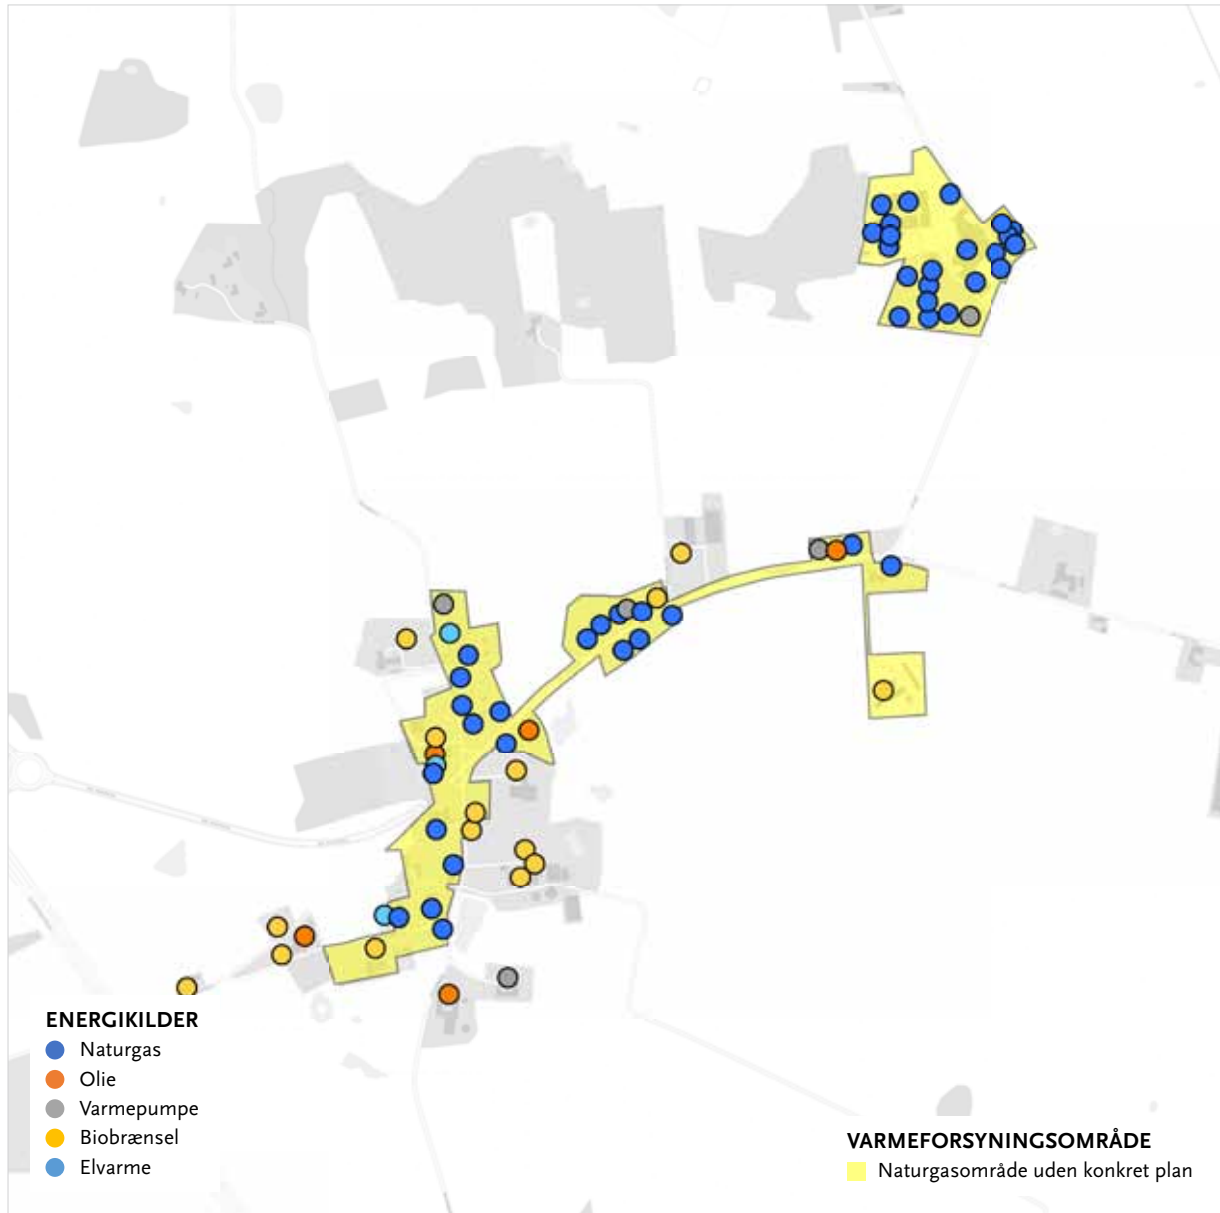 ENERGIKILDER
Naturgas
Olie
Varmepumpe
Biobrænsel
Elvarme
VARMEFORSYNINGSOMRÅDE
Naturgasområde uden konkret plan